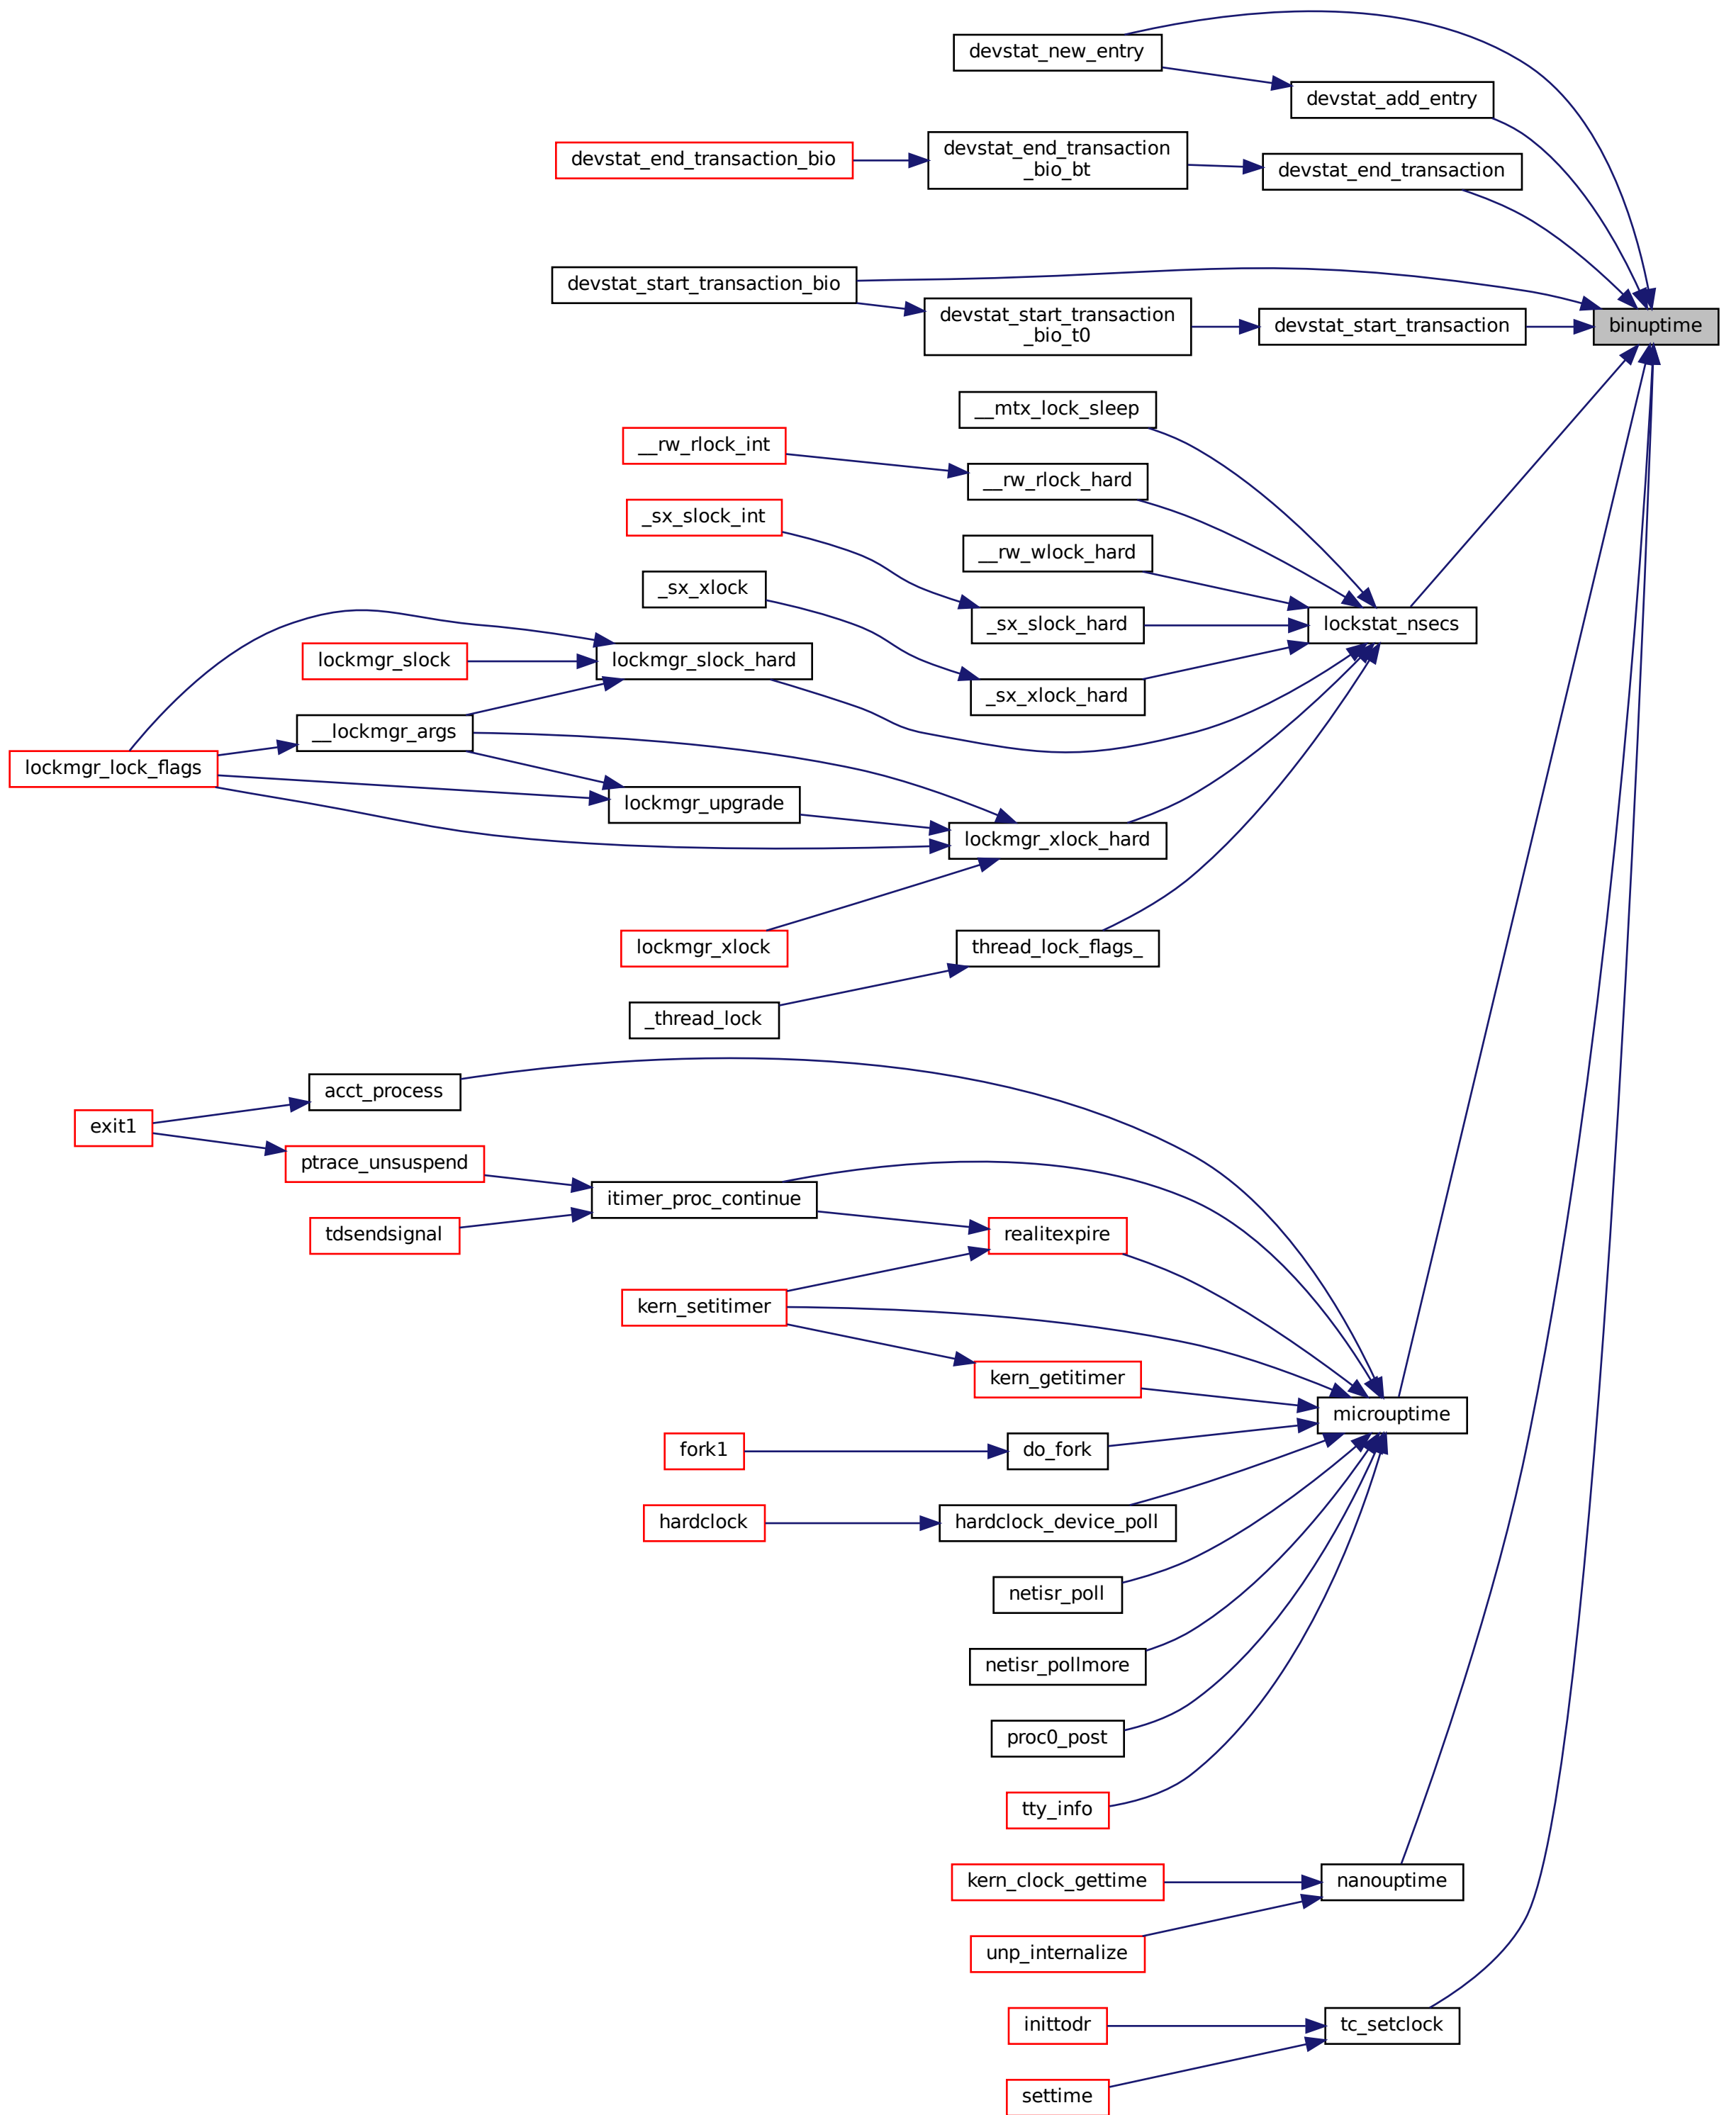 devstat_new_entry
devstat_add_entry
devstat_end_transaction_bio
devstat_end_transaction
_bio_bt
devstat_end_transaction
devstat_start_transaction_bio
devstat_start_transaction
_bio_t0
devstat_start_transaction
binuptime
__mtx_lock_sleep
__rw_rlock_int
__rw_rlock_hard
_sx_slock_int
__rw_wlock_hard
_sx_xlock
_sx_slock_hard
lockstat_nsecs
lockmgr_slock
lockmgr_slock_hard
_sx_xlock_hard
__lockmgr_args
lockmgr_lock_flags
lockmgr_upgrade
lockmgr_xlock_hard
lockmgr_xlock
thread_lock_flags_
_thread_lock
acct_process
exit1
ptrace_unsuspend
itimer_proc_continue
tdsendsignal
realitexpire
kern_setitimer
kern_getitimer
microuptime
fork1
do_fork
hardclock
hardclock_device_poll
netisr_poll
netisr_pollmore
proc0_post
tty_info
kern_clock_gettime
nanouptime
unp_internalize
inittodr
tc_setclock
settime